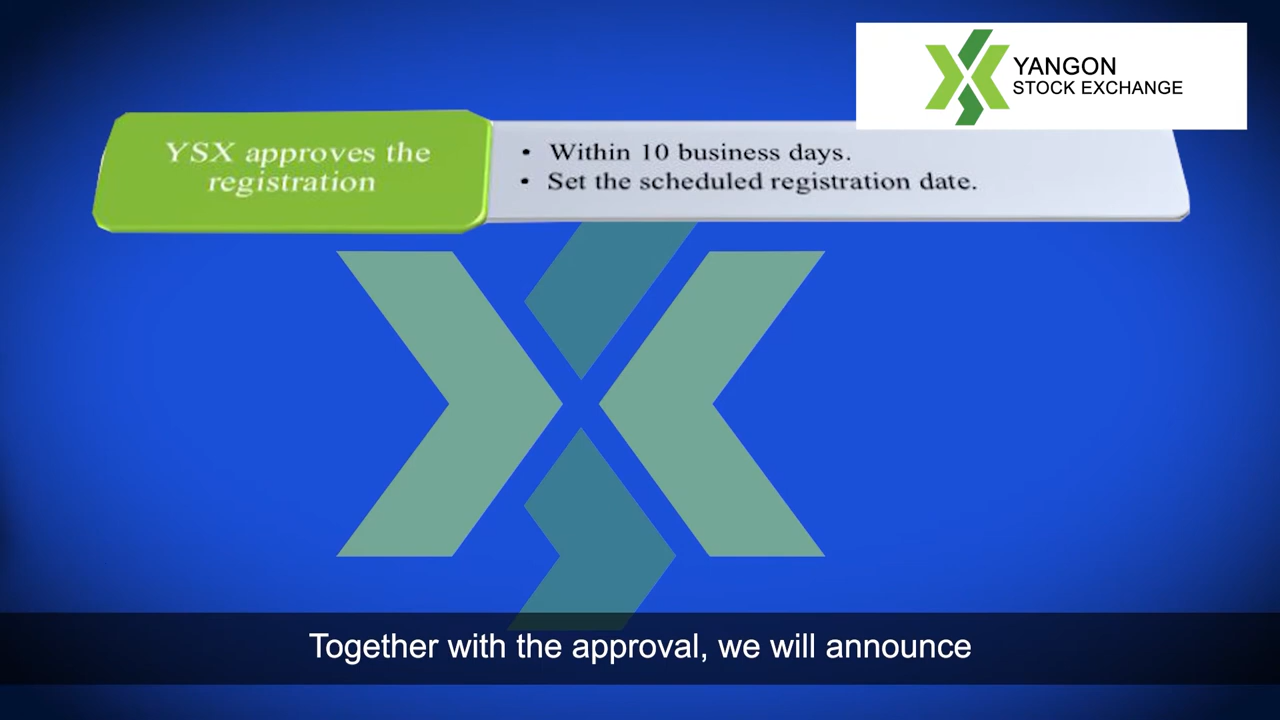 YANGON
STOCK EXCHANGE
YSX approves the
registration
• Within 10 business days.
• Set the scheduled registration date.
Together with the approval, we will announce